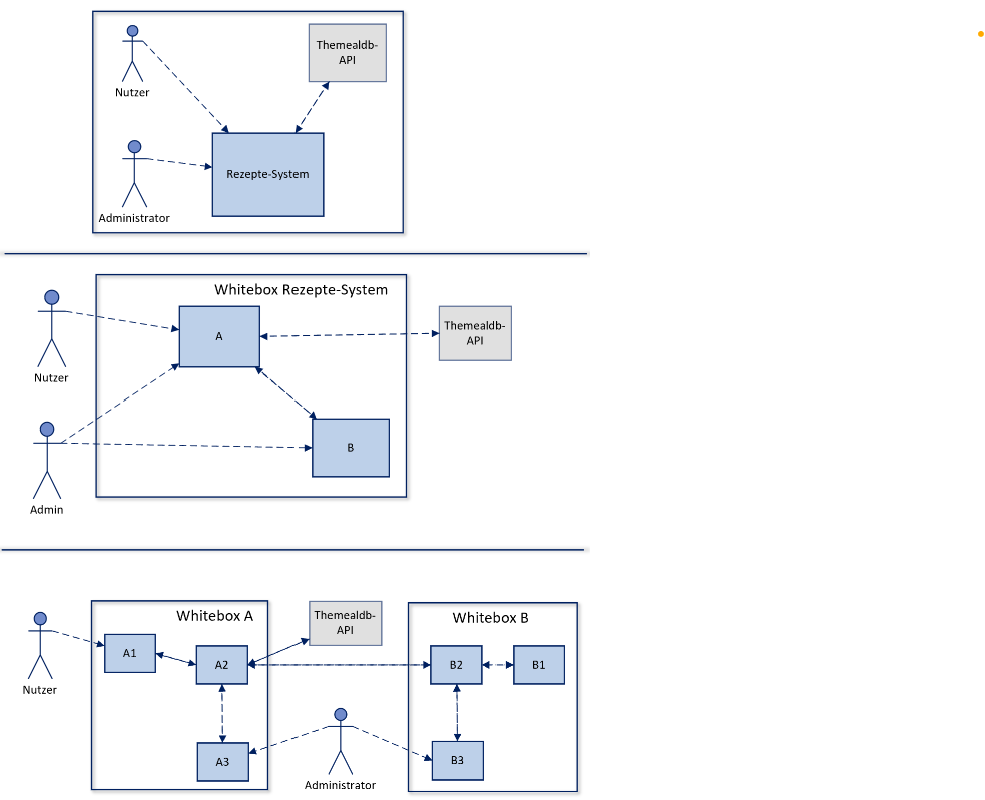 Themealdb-
API
Nutzer
Rezepte-System
Administrator
Whitebox Rezepte-System
A
Themealdb-
API
Nutzer
B
Admin
Whitebox A
Themealdb-
API
Whitebox B
A1
A2
B2
B1
Nutzer
A3
B3
Administrator